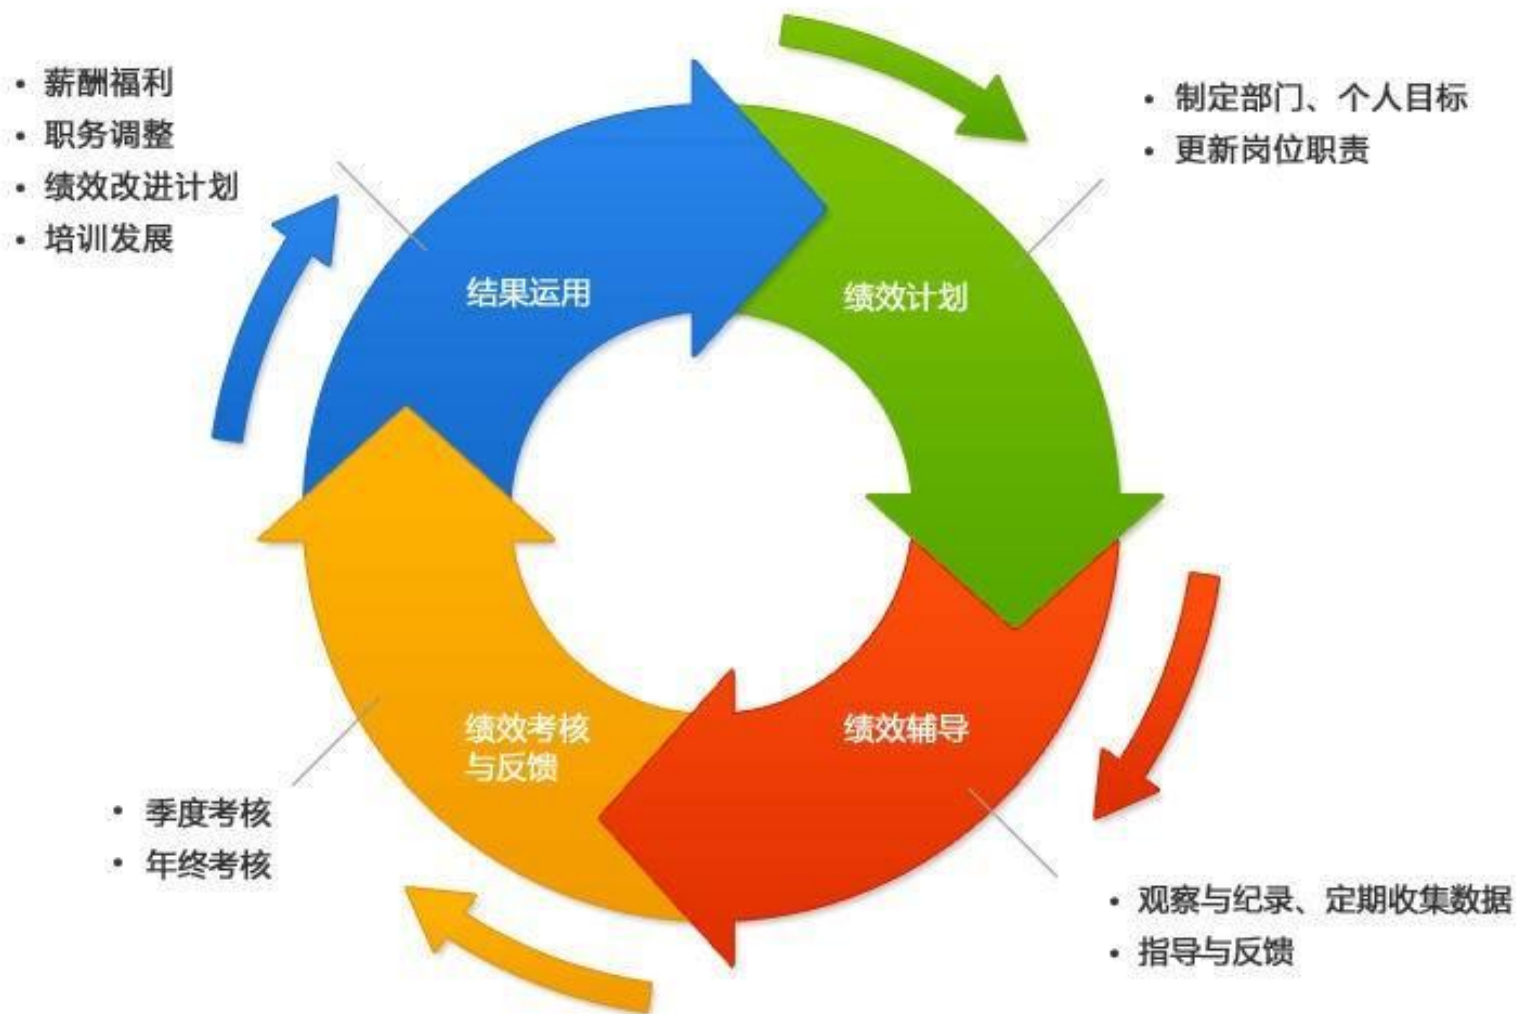 • 薪酬福利
• 职务调整
• 绩效改进计划
• 培训发展
• 制定部门、个人目标
• 更新岗位职责
结果运用
绩效计划
绩效考核
与反馈
绩效辅导
• 季度考核
• 年终考核
• 观察与纪录、定期收集数据
• 指导与反馈